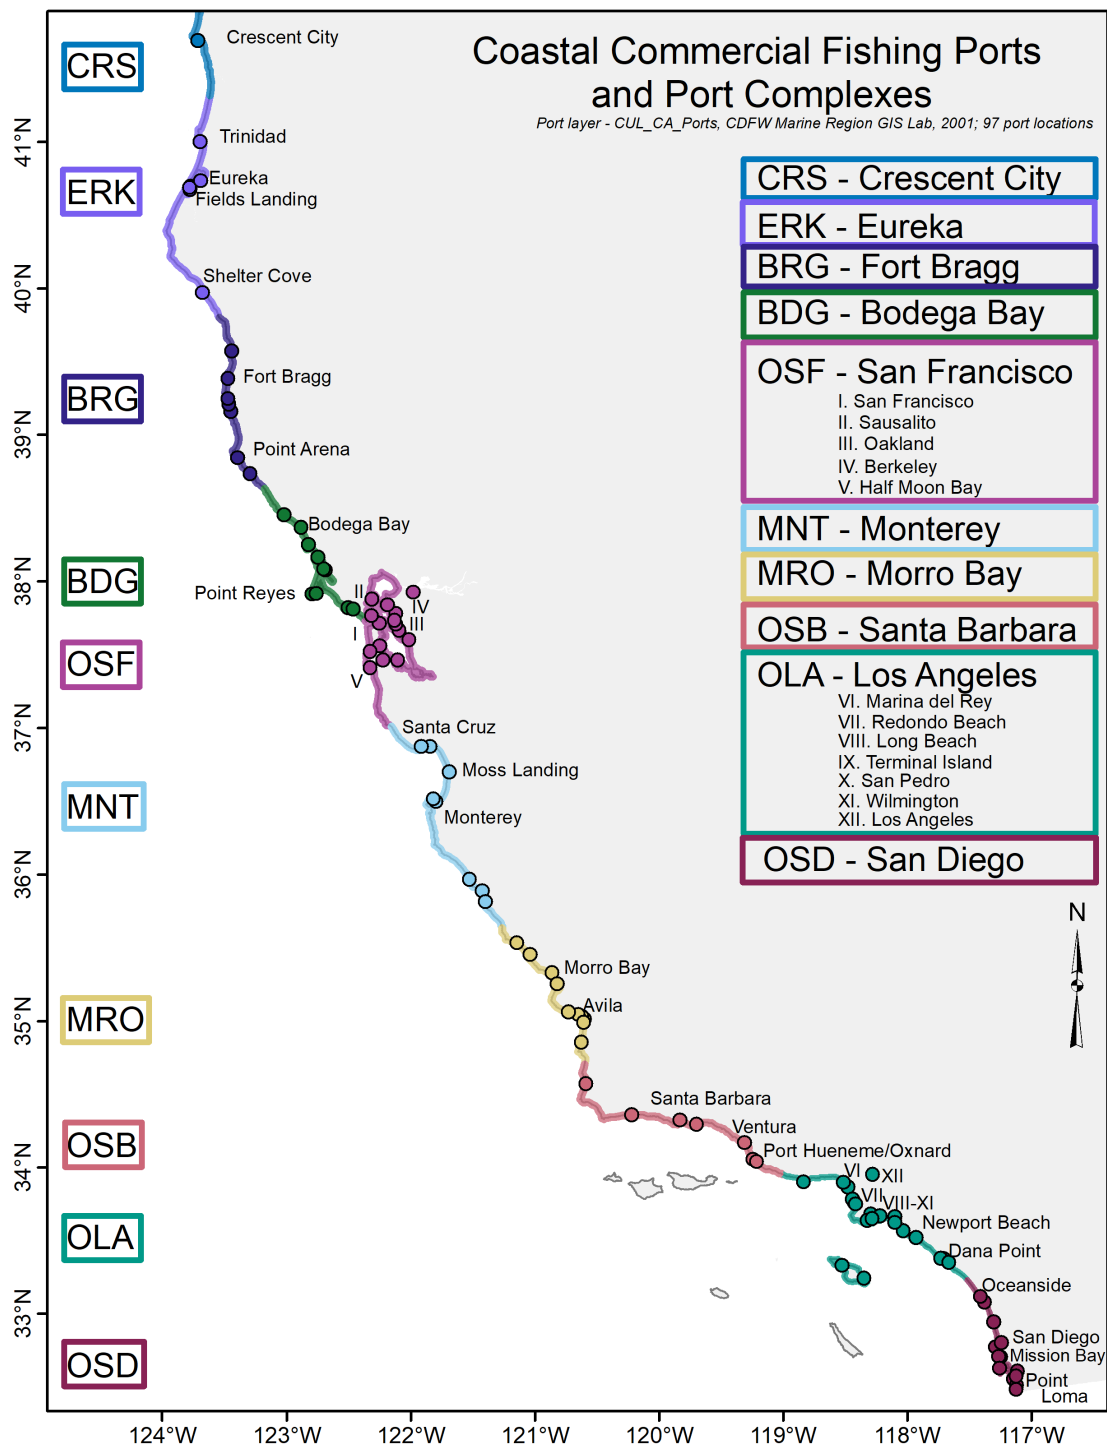 Coastal Commercial Fishing Ports
and Port Complexes
Port layer - CUL_CA_Ports, CDFW Marine Region GIS Lab, 2001; 97 port locations
CRS
ERK
BRG
BDG
OSF
MNT
MRO
OSB
OLA
OSD
Crescent City
Trinidad
Eureka
Fields Landing
Shelter Cove
Fort Bragg
Point Arena
Bodega Bay
Point Reyes
II
IV
III
I
V
Santa Cruz
Moss Landing
Monterey
Morro Bay
Avila
Santa Barbara
Ventura
Port Hueneme/Oxnard
VI
XII
VII
VIII-XI
Newport Beach
Dana Point
Oceanside
San Diego
Mission Bay
Point
Loma
CRS - Crescent City
ERK - Eureka
BRG - Fort Bragg
BDG - Bodega Bay
OSF - San Francisco
I. San Francisco
II. Sausalito
III. Oakland
IV. Berkeley
V. Half Moon Bay
MNT - Monterey
MRO - Morro Bay
OSB - Santa Barbara
OLA - Los Angeles
VI. Marina del Rey
VII. Redondo Beach
VIII. Long Beach
IX. Terminal Island
X. San Pedro
XI. Wilmington
XII. Los Angeles
OSD - San Diego
N
41°N
40°N
39°N
38°N
37°N
36°N
35°N
34°N
33°N
124°W
123°W
122°W
121°W
120°W
119°W
118°W
117°W